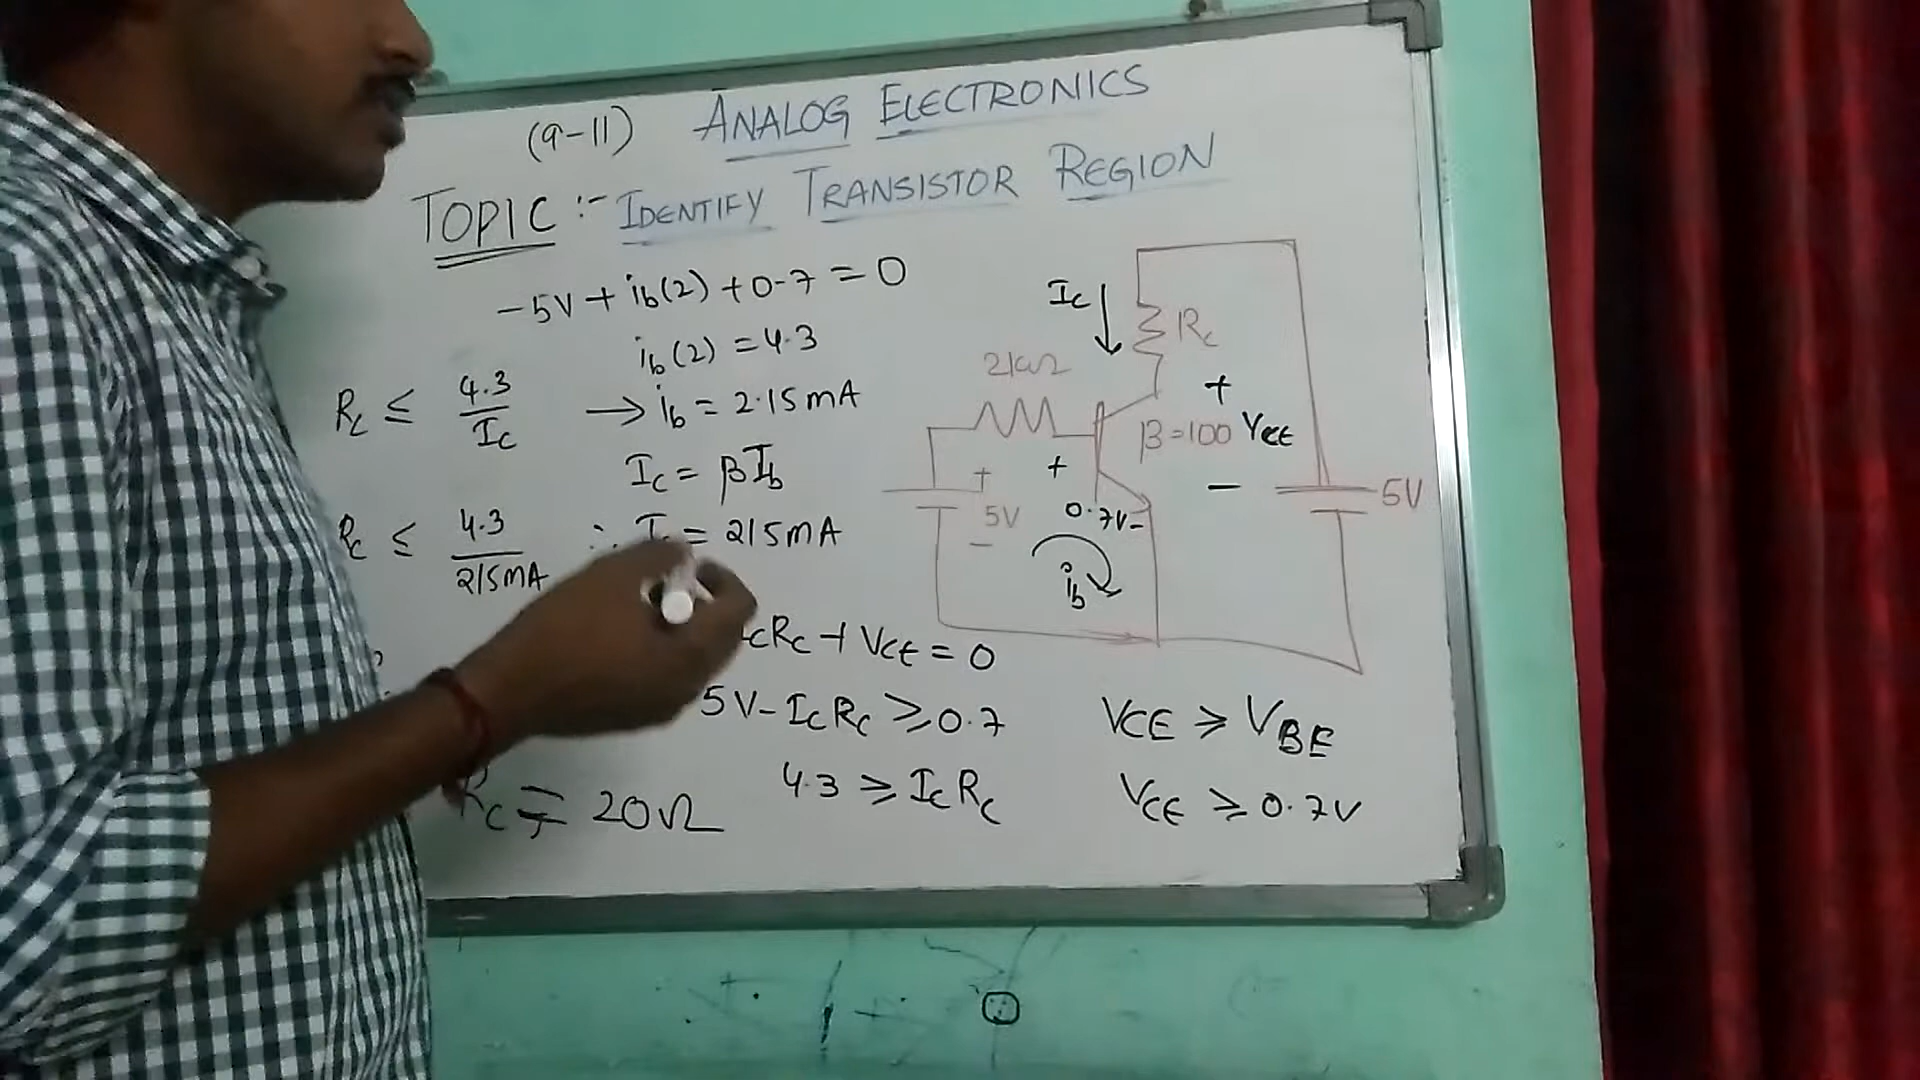 (9-11) ANALOG ELECTRONICS
TOPIC :- IDENTIFY TRANSISTOR REGION
-5V + ib(2) + 0.7 = 0
ib(2) = 4.3
→ ib = 2.15mA
Ic = βIb
∴ Ic = 215mA
Rc ≤ 4.3/Ic
Rc ≤ 4.3/215mA
cRc + VCE = 0
5V - IcRc ≥ 0.7
4.3 ≥ IcRc
Rc = 20Ω
Ic ↓
Rc
2kΩ
+
β=100 VCE
+
+
5V
0.7V-
-
5V
-
ib
VCE ≥ VBE
VCE ≥ 0.7V